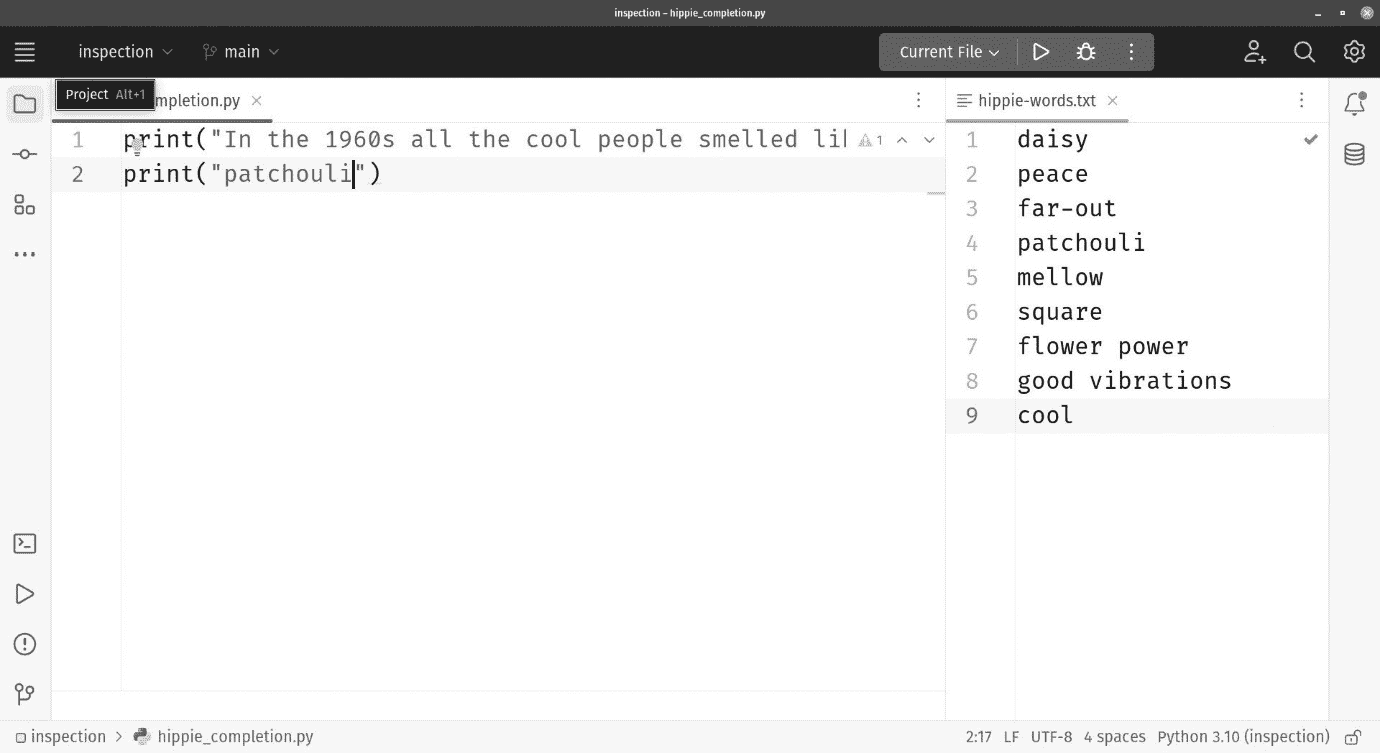 inspection – hippie_completion.py
inspection main Current File
Project Alt+1
mpletion.py
1 print("In the 1960s all the cool people smelled lil 1
2 print("patchouli")
hippie-words.txt
1 daisy
2 peace
3 far-out
4 patchouli
5 mellow
6 square
7 flower power
8 good vibrations
9 cool
inspection > hippie_completion.py 2:17 LF UTF-8 4 spaces Python 3.10 (inspection)